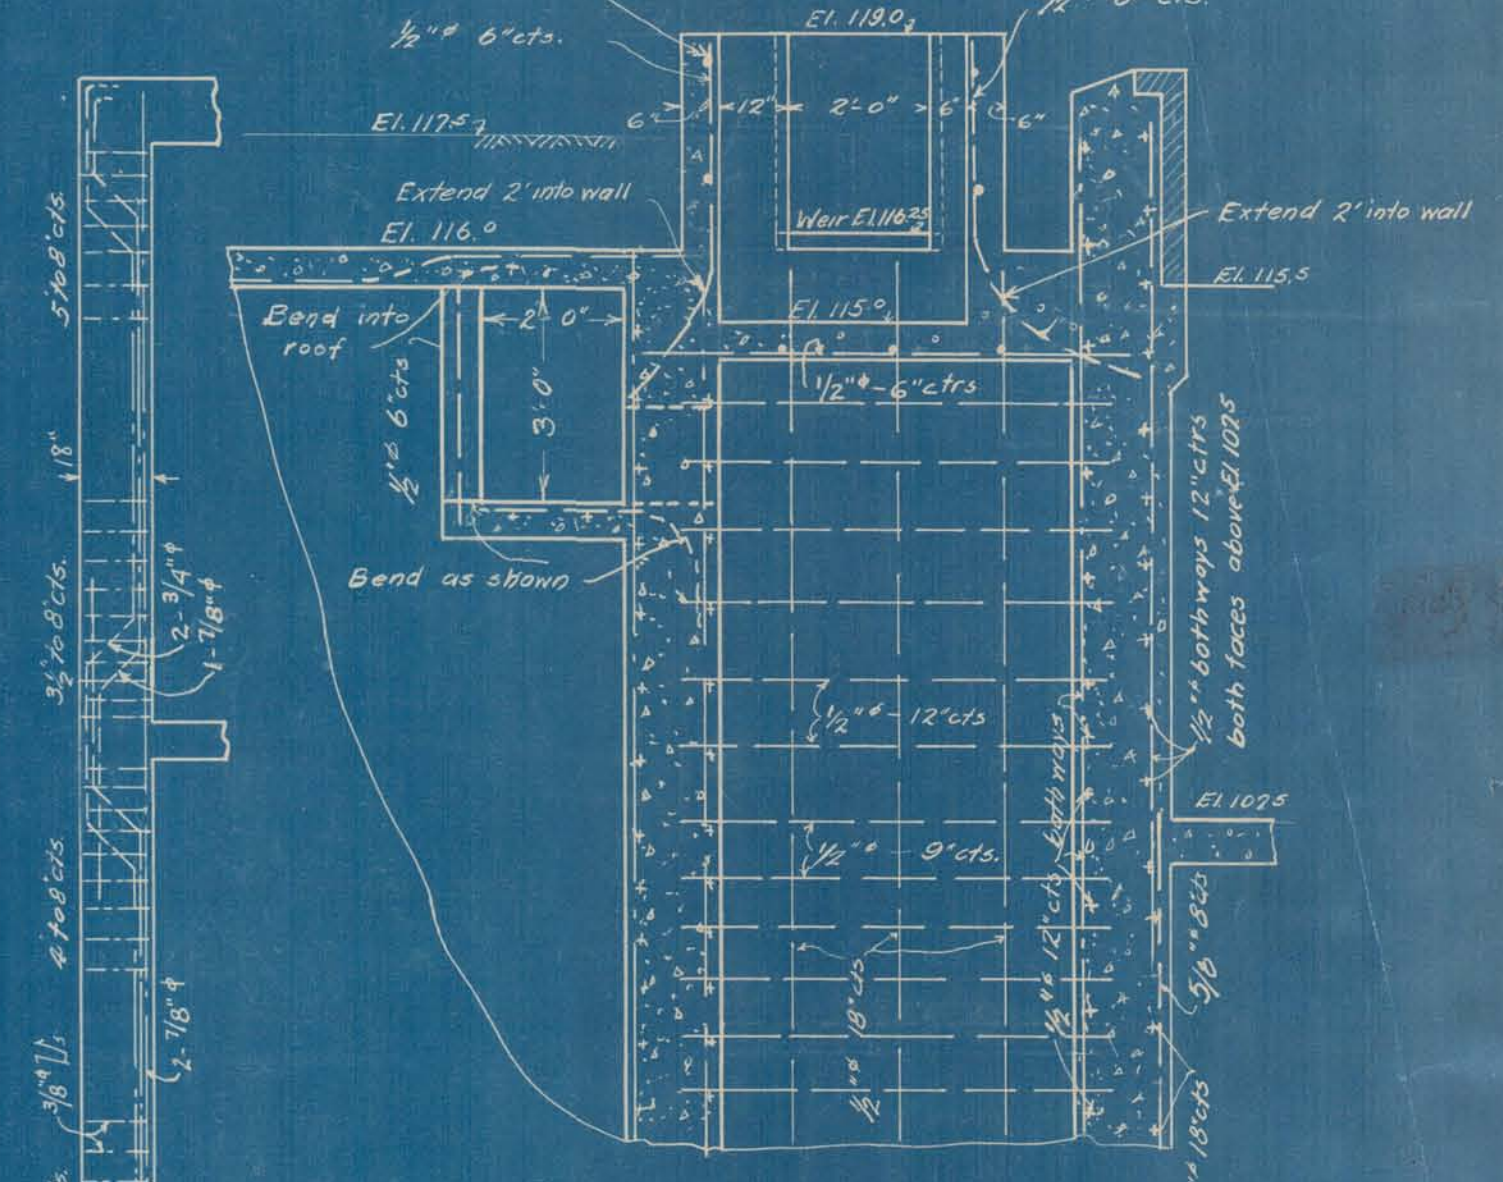 ½"ᶲ 6"cts.
El. 119.0
El. 117.5
6"
12"
2'-0"
6"
6"
Extend 2' into wall
Weir El. 116.25
Extend 2' into wall
El. 116.0
El. 115.5
El. 115.0
Bend into
roof
2'-0"
3'-0"
½"ᶲ 6"cts
1/2"ᶲ-6"ctrs
Bend as shown
½"ᶲ bothways 12"ctrs
both faces above El. 102.5
½"ᶲ-12"cts
½"ᶲ - 9"cts.
½"ᶲ 12"cts, bothways
½"ᶲ 18"cts
El. 102.5
5/8"ᶲ 8"cts
"ᶲ 18"cts
5 to 8"cts.
18"
3½ to 8"cts.
2-3/4"ᶲ
1-7/8"ᶲ
4 to 8"cts
2-7/8"ᶲ
3/8"ᶲ